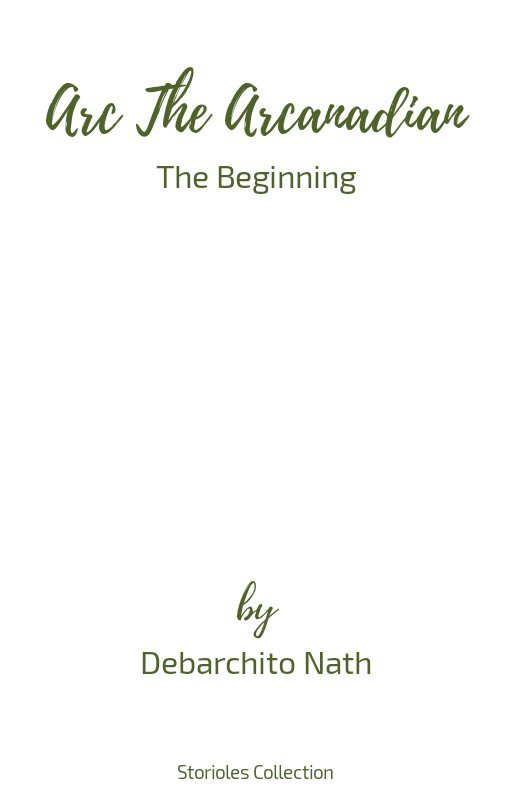 Arc The Arcanadian
The Beginning
by
Debarchito Nath
Storioles Collection